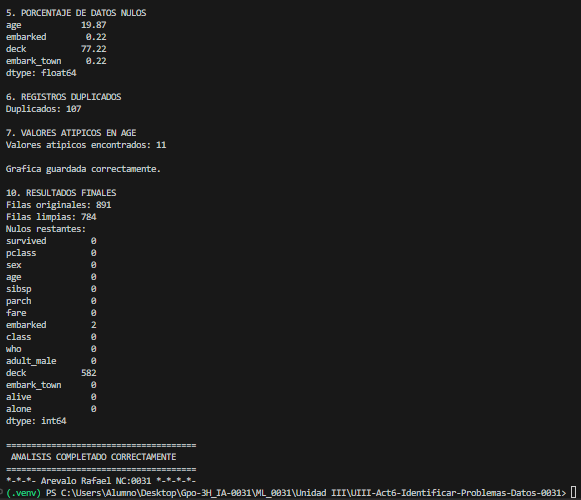 5. PORCENTAJE DE DATOS NULOS
age            19.87
embarked        0.22
deck           77.22
embark_town     0.22
dtype: float64

6. REGISTROS DUPLICADOS
Duplicados: 107

7. VALORES ATIPICOS EN AGE
Valores atipicos encontrados: 11

Grafica guardada correctamente.

10. RESULTADOS FINALES
Filas originales: 891
Filas limpias: 784
Nulos restantes:
survived         0
pclass           0
sex              0
age              0
sibsp            0
parch            0
fare             0
embarked         2
class            0
who              0
adult_male       0
deck           582
embark_town      0
alive            0
alone            0
dtype: int64

======================================
 ANALISIS COMPLETADO CORRECTAMENTE
======================================
*-*-*- Arevalo Rafael NC:0031 *-*-*-*-
(.venv) PS C:\Users\Alumno\Desktop\Gpo-3H_IA-0031\ML_0031\Unidad III\UIII-Act6-Identificar-Problemas-Datos-0031>